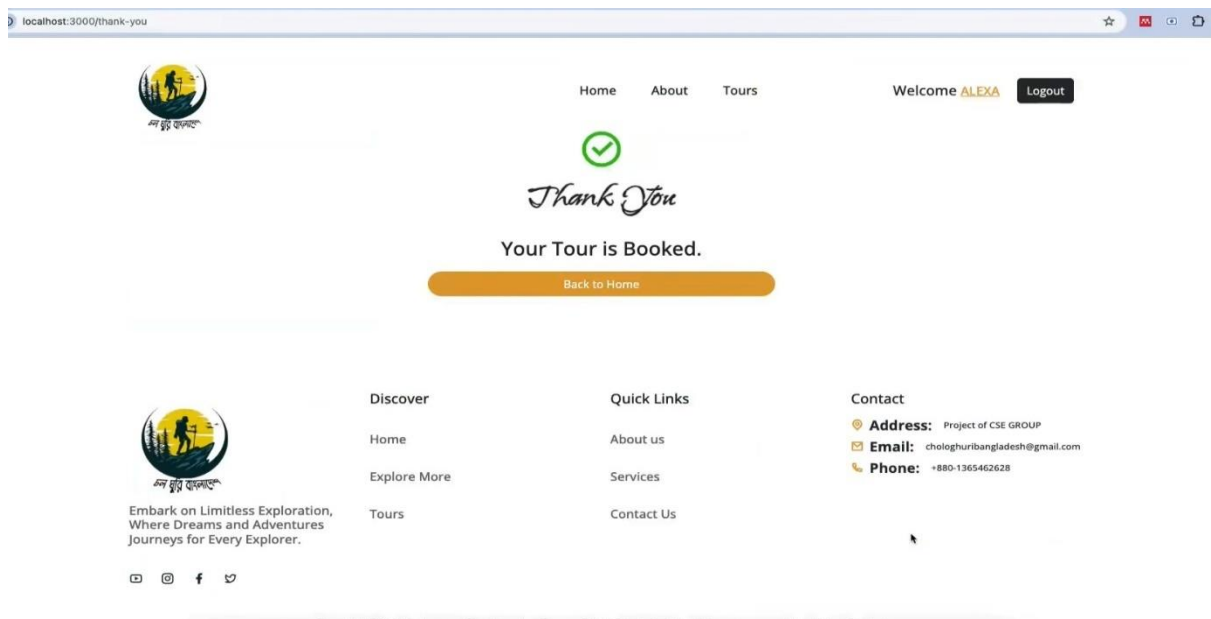 localhost:3000/thank-you
চল ঘুরি বাংলাদেশ
Home About Tours
Welcome ALEXA Logout
Thank You
Your Tour is Booked.
Back to Home
চল ঘুরি বাংলাদেশ
Embark on Limitless Exploration,
Where Dreams and Adventures
Journeys for Every Explorer.
Discover
Home
Explore More
Tours
Quick Links
About us
Services
Contact Us
Contact
Address: Project of CSE GROUP
Email: chologhuribangladesh@gmail.com
Phone: +880-1365462628